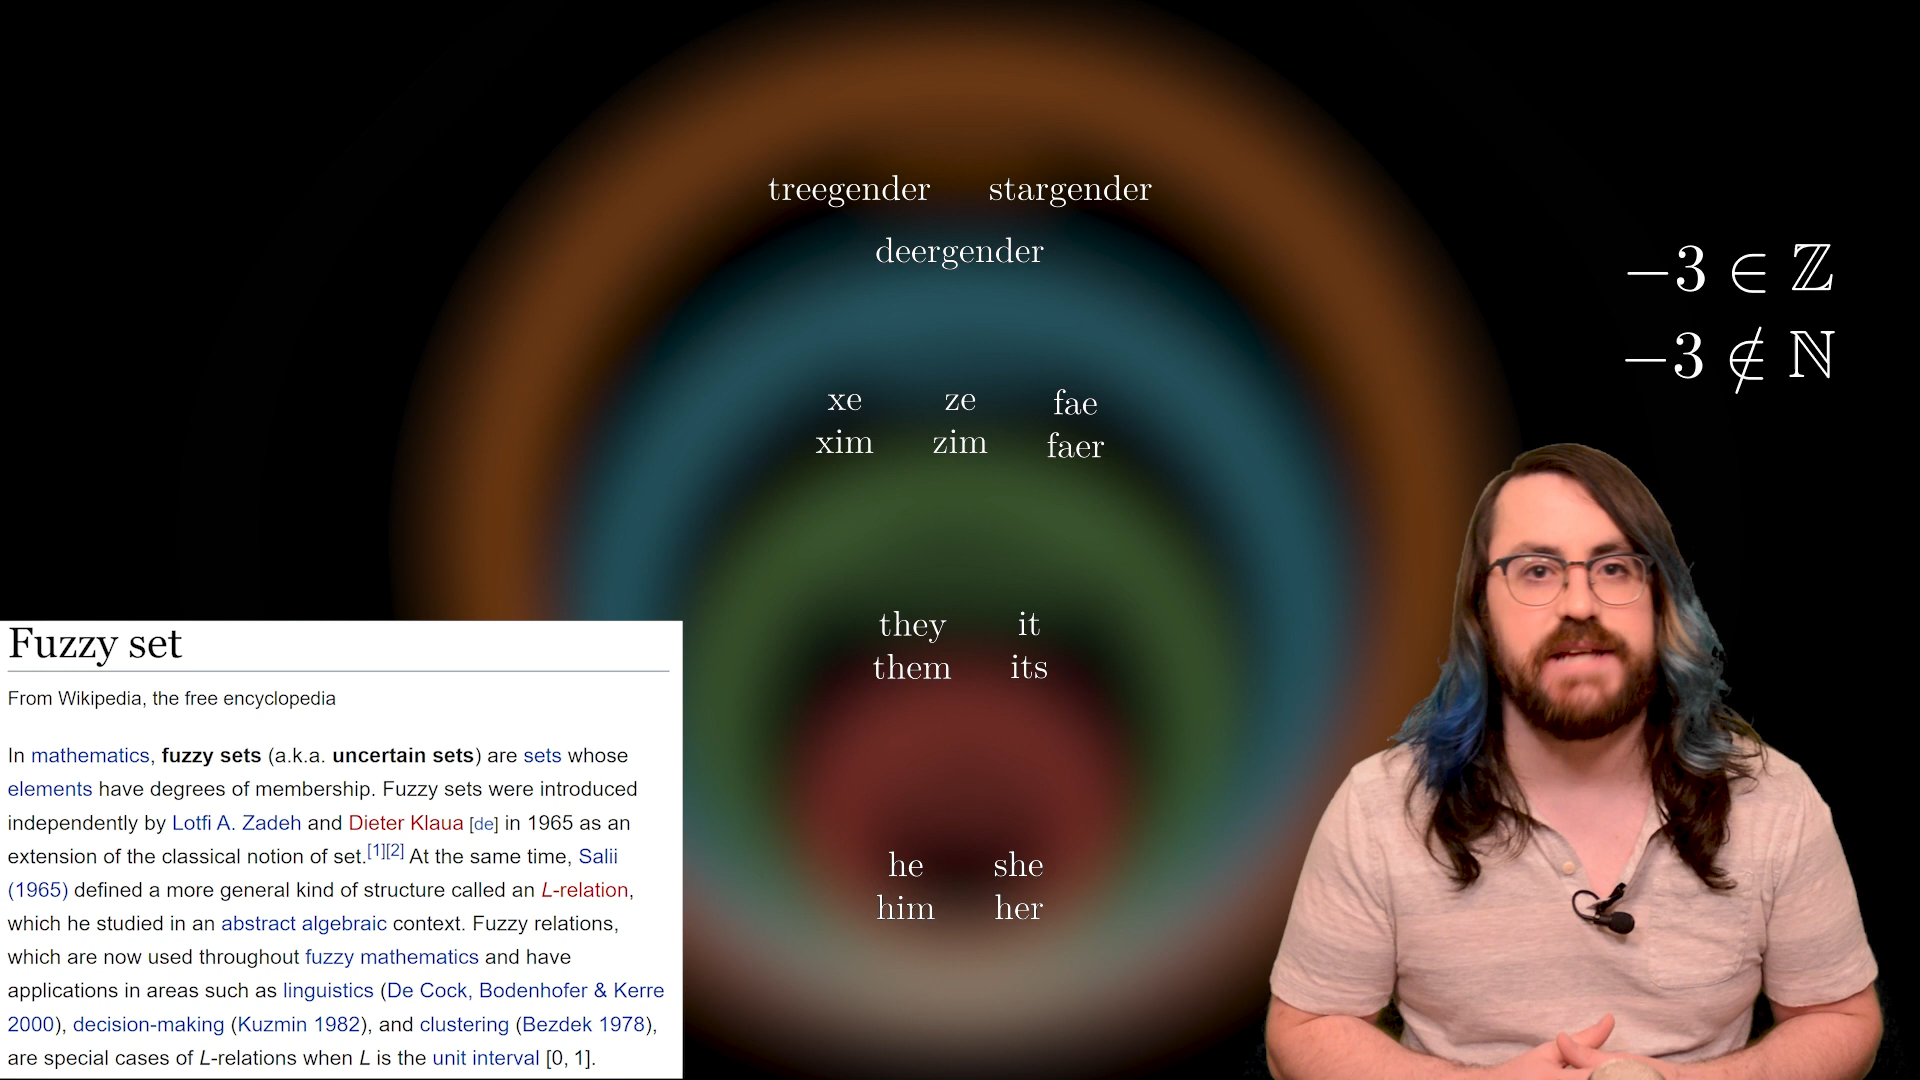 treegender stargender
deergender
xe ze fae
xim zim faer
they it
them its
he she
him her
−3 ∈ ℤ
−3 ∉ ℕ
Fuzzy set
From Wikipedia, the free encyclopedia
In mathematics, fuzzy sets (a.k.a. uncertain sets) are sets whose
elements have degrees of membership. Fuzzy sets were introduced
independently by Lotfi A. Zadeh and Dieter Klaua [de] in 1965 as an
extension of the classical notion of set.[1][2] At the same time, Salii
(1965) defined a more general kind of structure called an L-relation,
which he studied in an abstract algebraic context. Fuzzy relations,
which are now used throughout fuzzy mathematics and have
applications in areas such as linguistics (De Cock, Bodenhofer & Kerre
2000), decision-making (Kuzmin 1982), and clustering (Bezdek 1978),
are special cases of L-relations when L is the unit interval [0, 1].